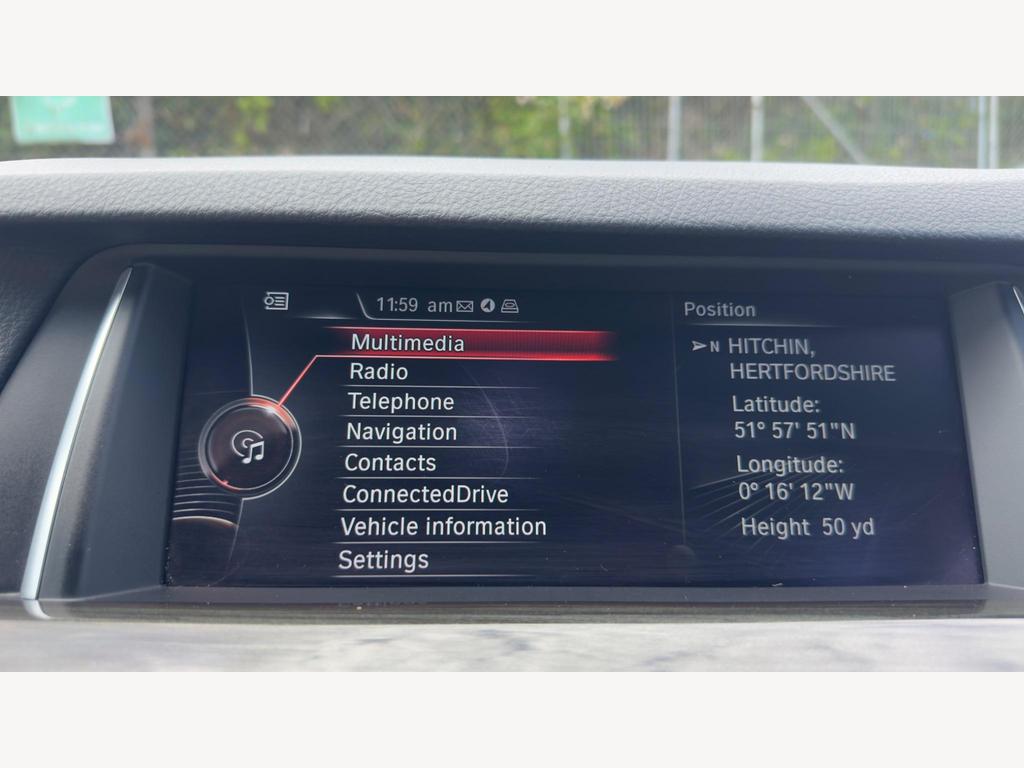 11:59 am
Multimedia
Radio
Telephone
Navigation
Contacts
ConnectedDrive
Vehicle information
Settings
Position
N HITCHIN,
HERTFORDSHIRE
Latitude:
51° 57' 51"N
Longitude:
0° 16' 12"W
Height 50 yd